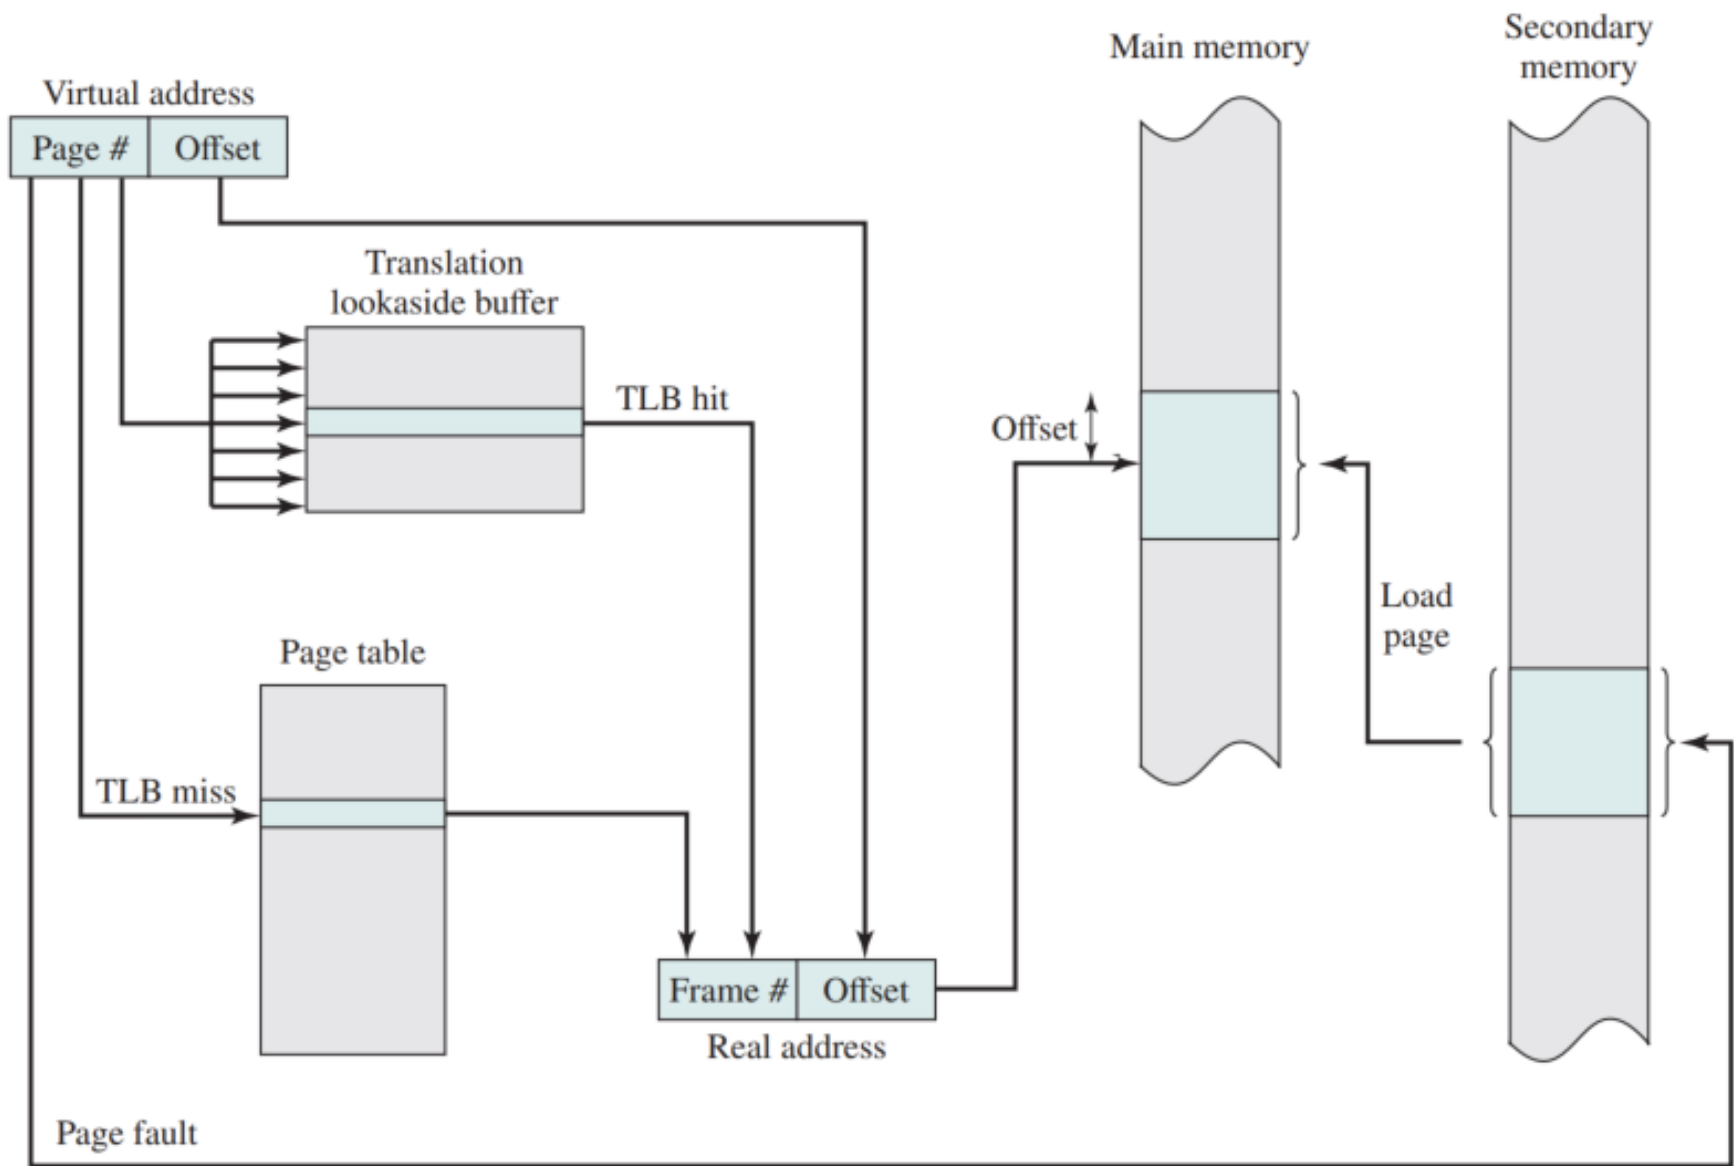 Secondary
memory
Main memory
Virtual address
Page #
Offset
Translation
lookaside buffer
TLB hit
Offset
Load
page
Page table
TLB miss
Frame #
Offset
Real address
Page fault